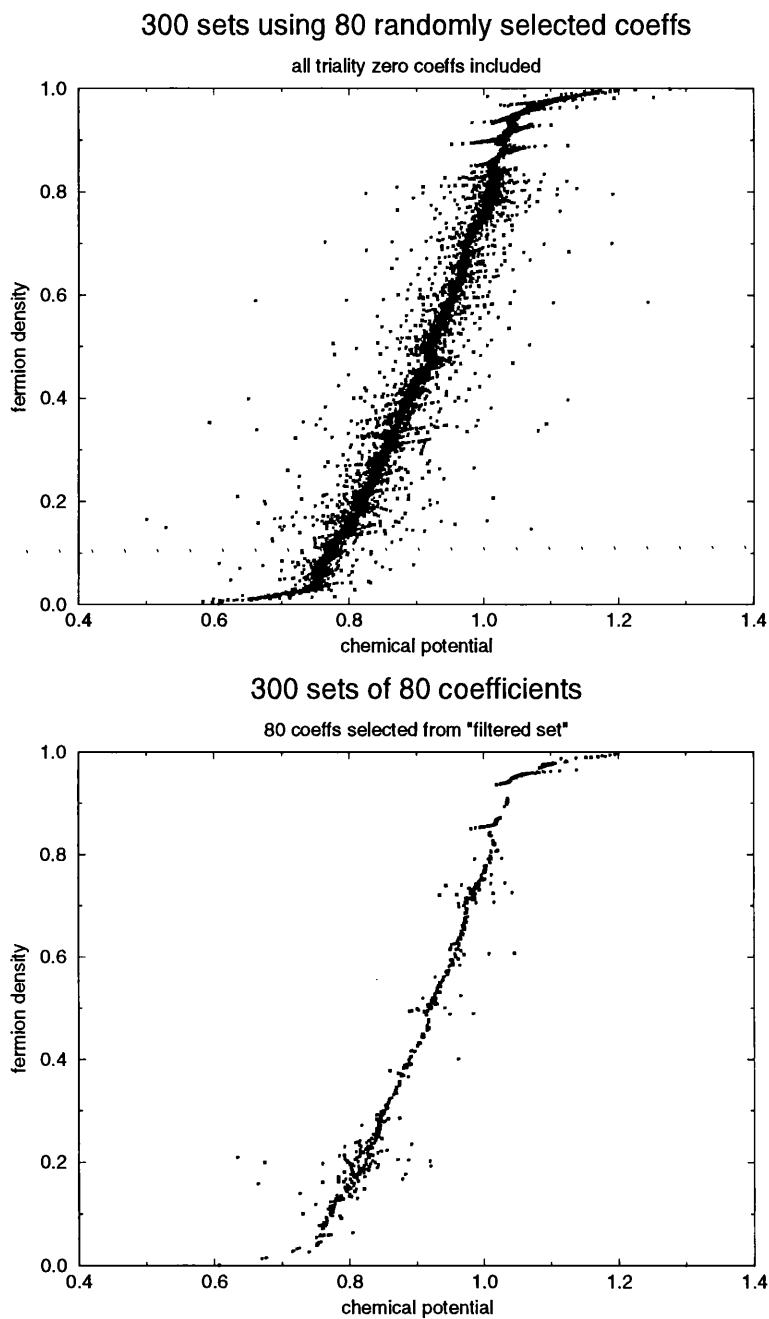 300 sets using 80 randomly selected coeffs
all triality zero coeffs included
1.0
0.8
0.6
0.4
0.2
0.0
fermion density
0.4 0.6 0.8 1.0 1.2 1.4
chemical potential
300 sets of 80 coefficients
80 coeffs selected from "filtered set"
1.0
0.8
0.6
0.4
0.2
0.0
fermion density
0.4 0.6 0.8 1.0 1.2 1.4
chemical potential